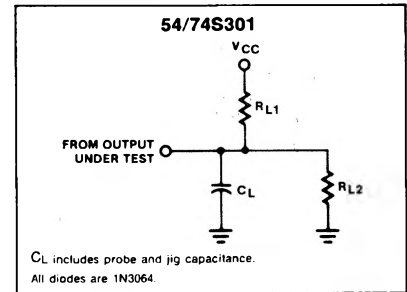 54/74S301
VCC
RL1
FROM OUTPUT
UNDER TEST
CL
RL2
CL includes probe and jig capacitance.
All diodes are 1N3064.